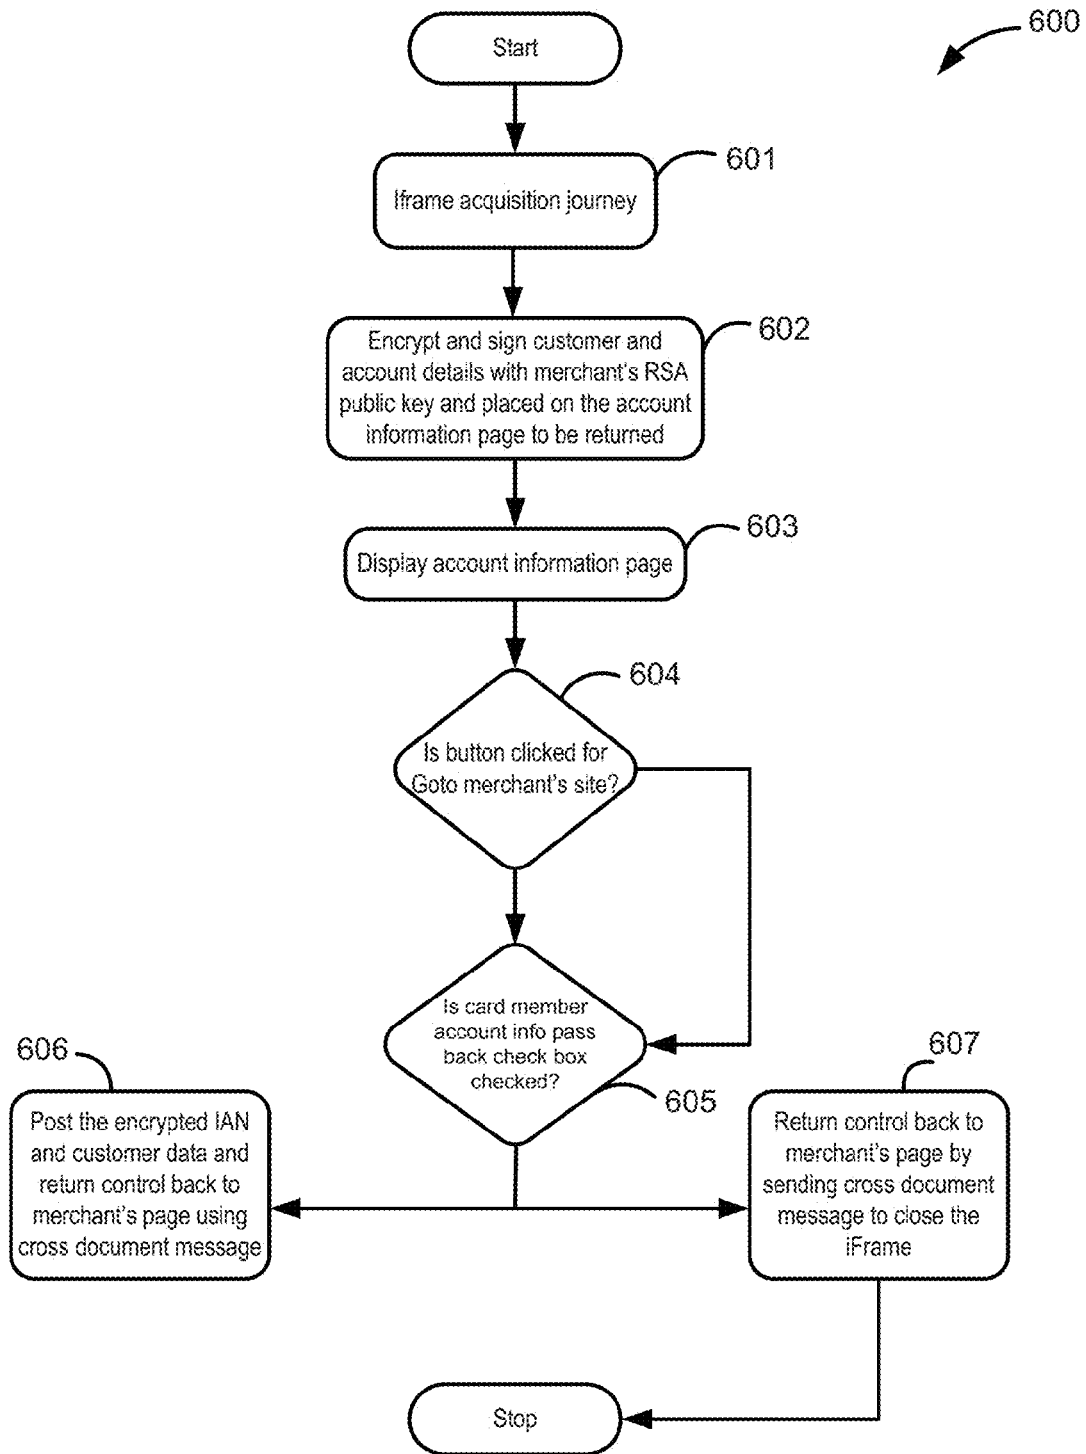 600
Start
601
Iframe acquisition journey
602
Encrypt and sign customer and
account details with merchant's RSA
public key and placed on the account
information page to be returned
603
Display account information page
604
Is button clicked for
Goto merchant's site?
Is card member
account info pass
back check box
checked?
605
606
Post the encrypted IAN
and customer data and
return control back to
merchant's page using
cross document message
607
Return control back to
merchant's page by
sending cross document
message to close the
iFrame
Stop